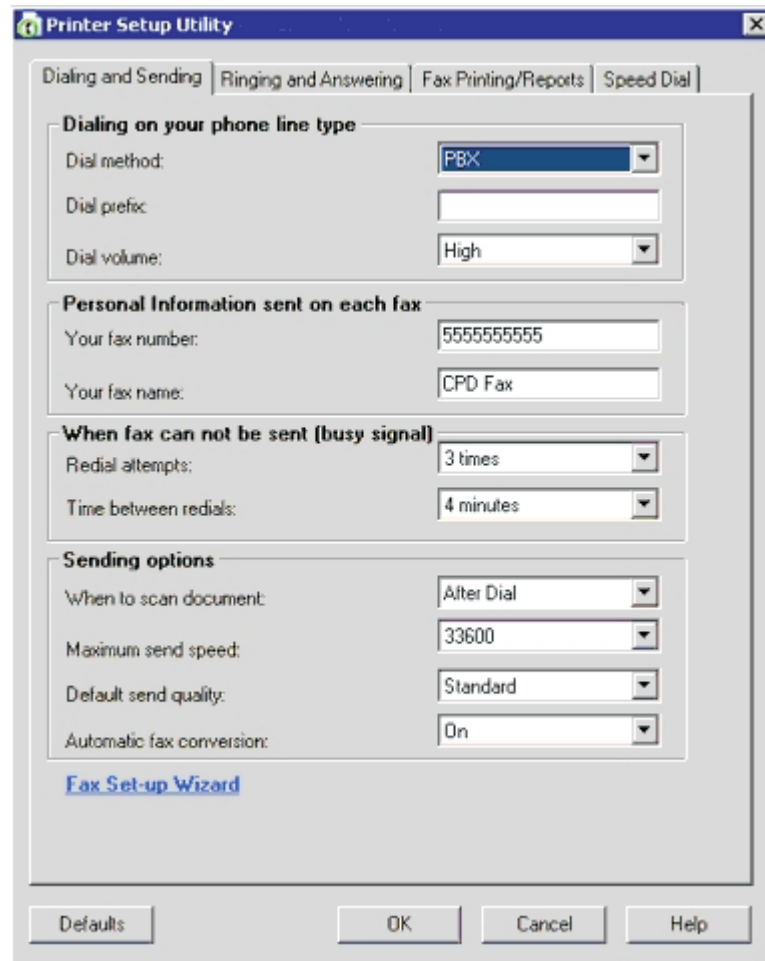 Printer Setup Utility
Dialing and Sending Ringing and Answering Fax Printing/Reports Speed Dial
Dialing on your phone line type
Dial method: PBX
Dial prefix:
Dial volume: High
Personal Information sent on each fax
Your fax number: 5555555555
Your fax name: CPD Fax
When fax can not be sent (busy signal)
Redial attempts: 3 times
Time between redials: 4 minutes
Sending options
When to scan document: After Dial
Maximum send speed: 33600
Default send quality: Standard
Automatic fax conversion: On
Fax Set-up Wizard
Defaults OK Cancel Help